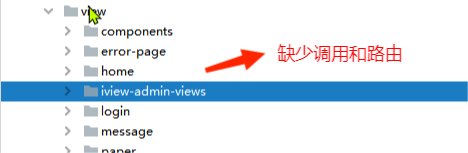 view
components
error-page
home
缺少调用和路由
iview-admin-views
login
message
paper